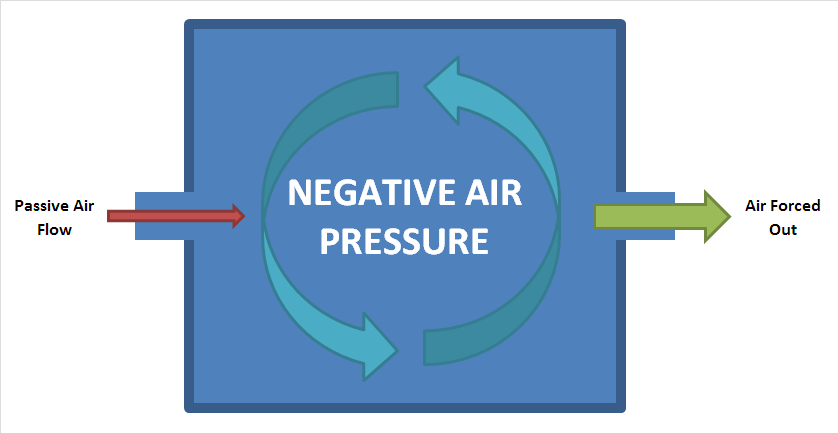 Passive Air
Flow
NEGATIVE AIR
PRESSURE
Air Forced
Out